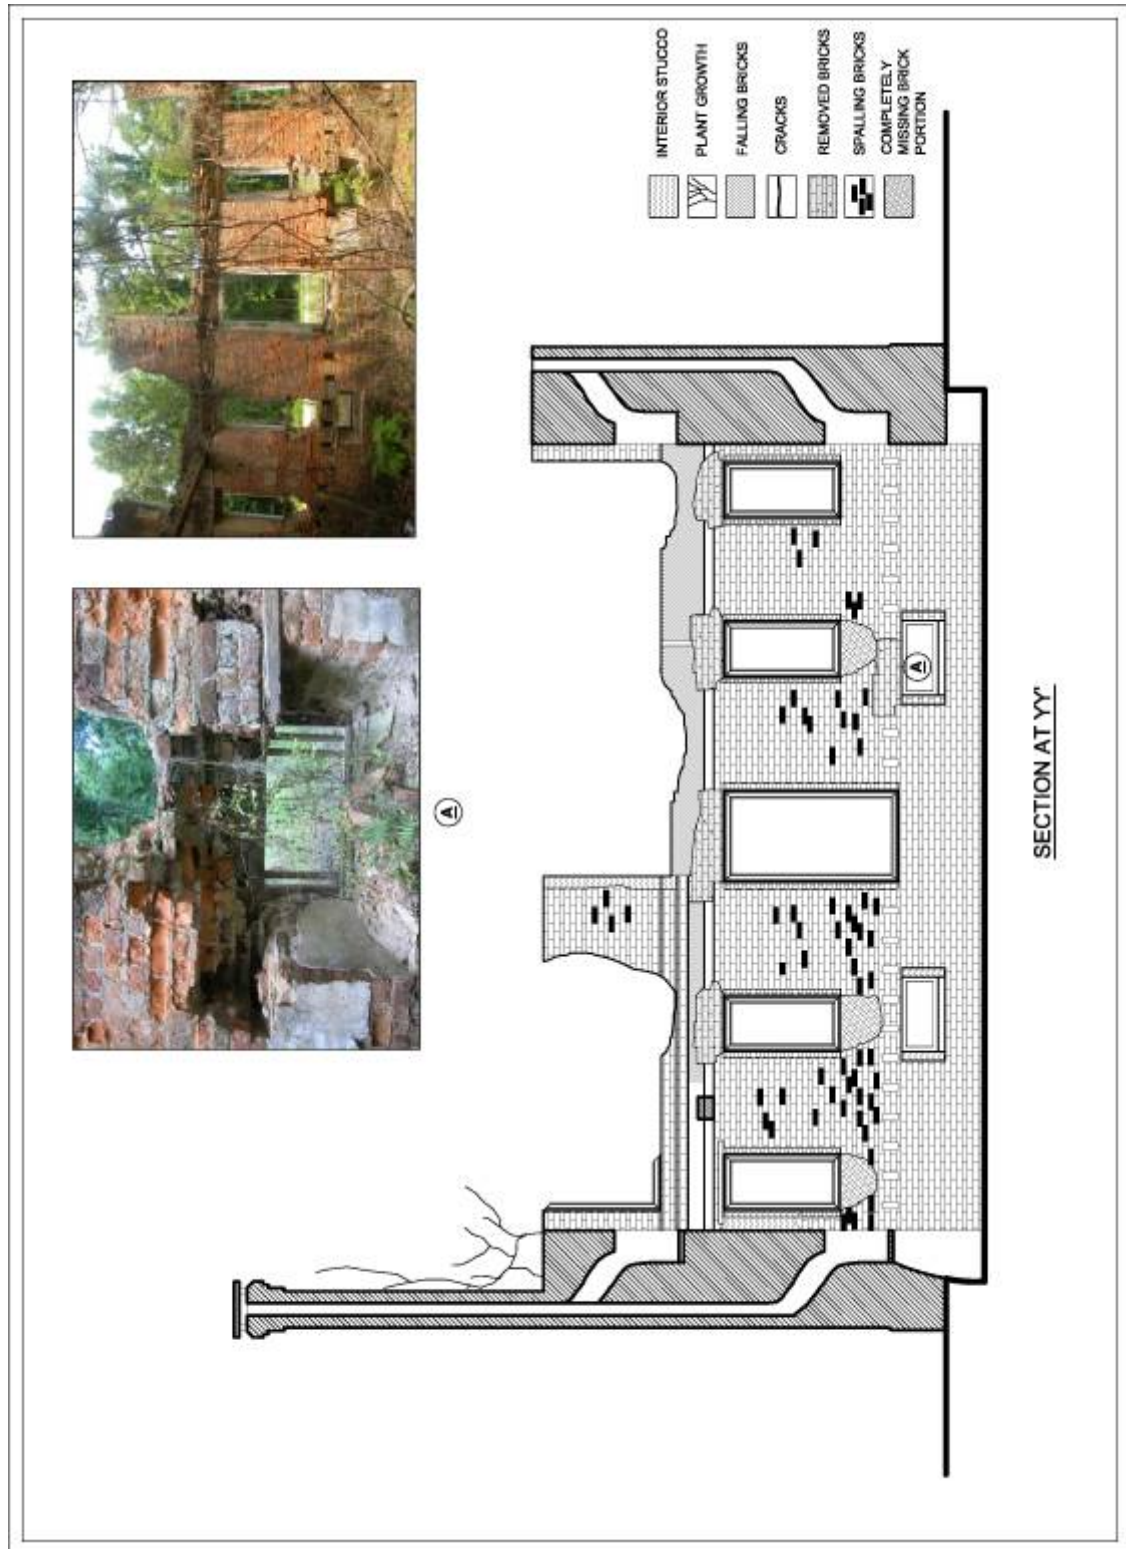 INTERIOR STUCCO
PLANT GROWTH
FALLING BRICKS
CRACKS
REMOVED BRICKS
SPALLING BRICKS
COMPLETELY
MISSING BRICK
PORTION
A
A
SECTION AT YY'